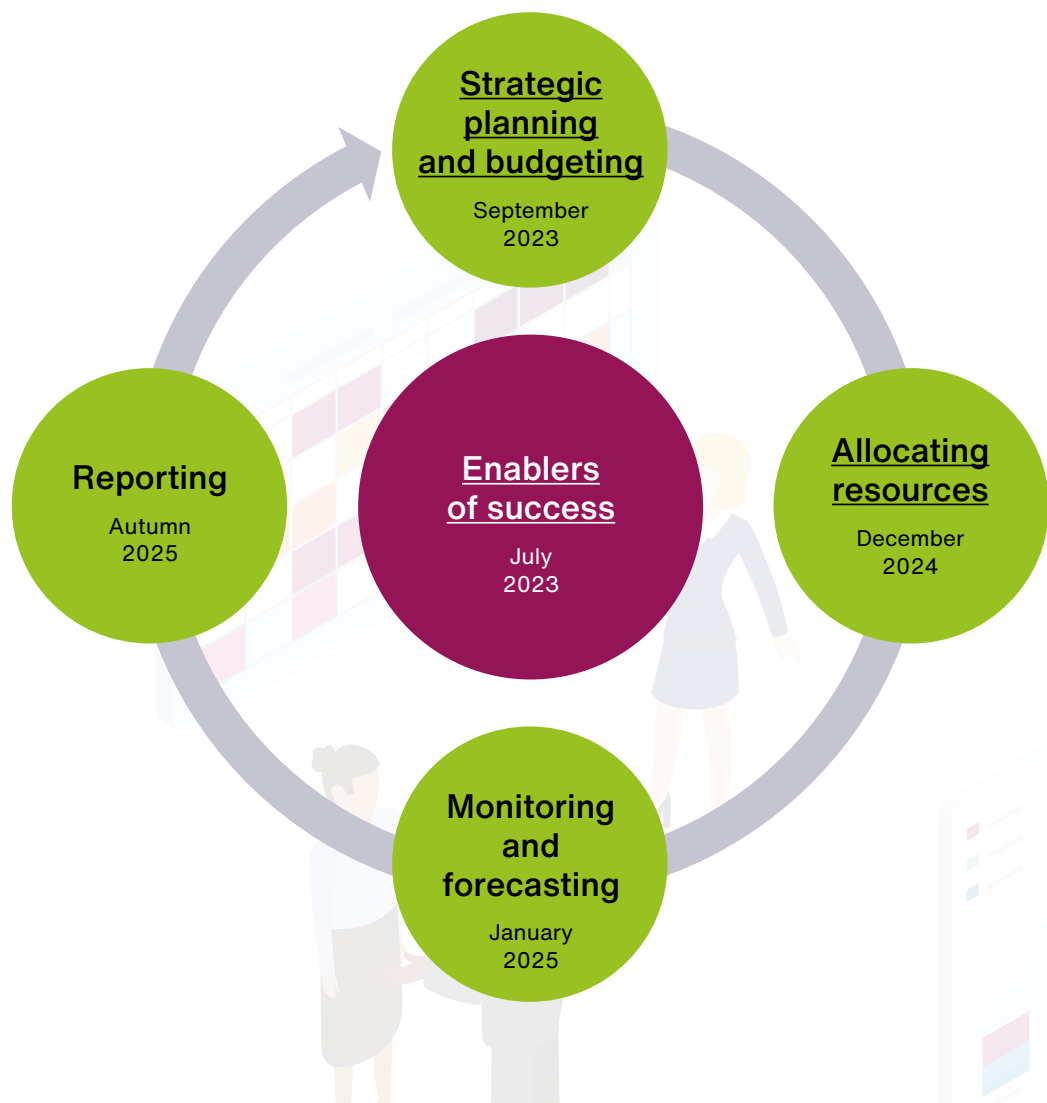 Strategic
planning
and budgeting
September
2023
Enablers
of success
July
2023
Allocating
resources
December
2024
Monitoring
and
forecasting
January
2025
Reporting
Autumn
2025